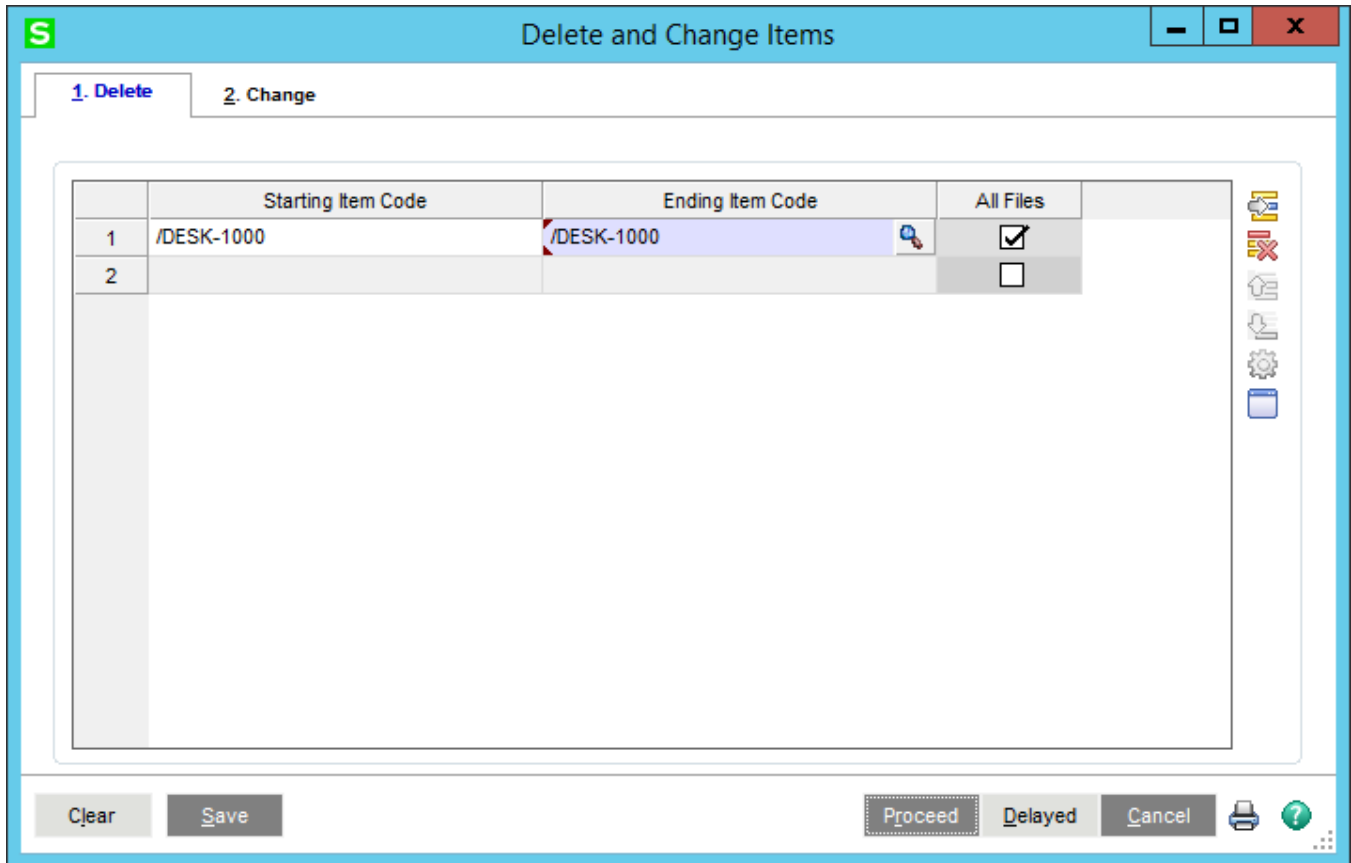 S Delete and Change Items
1. Delete 2. Change
Starting Item Code Ending Item Code All Files
1 /DESK-1000 /DESK-1000
2
Clear Save Proceed Delayed Cancel ?